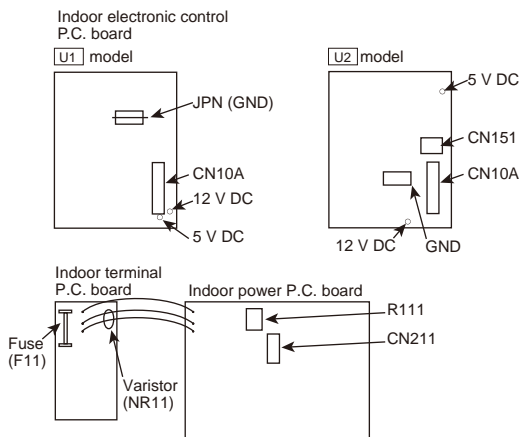 Indoor electronic control
P.C. board
U1 model
U2 model
JPN (GND)
5 V DC
CN151
CN10A
CN10A
12 V DC
5 V DC
12 V DC
GND
Indoor terminal
P.C. board
Indoor power P.C. board
R111
CN211
Fuse
(F11)
Varistor
(NR11)